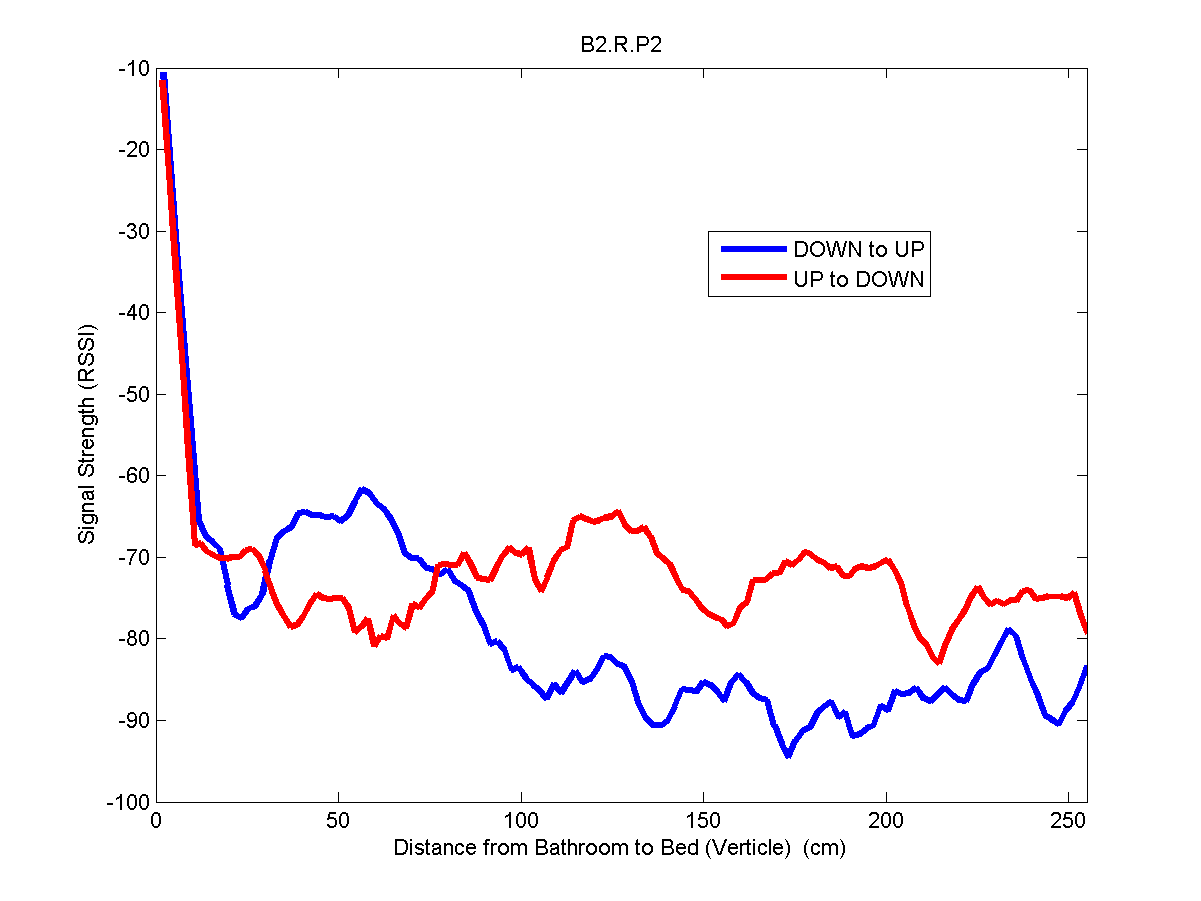 B2.R.P2
-10
-20
-30
-40
-50
-60
-70
-80
-90
-100
Signal Strength (RSSI)
DOWN to UP
UP to DOWN
0 50 100 150 200 250
Distance from Bathroom to Bed (Verticle)  (cm)